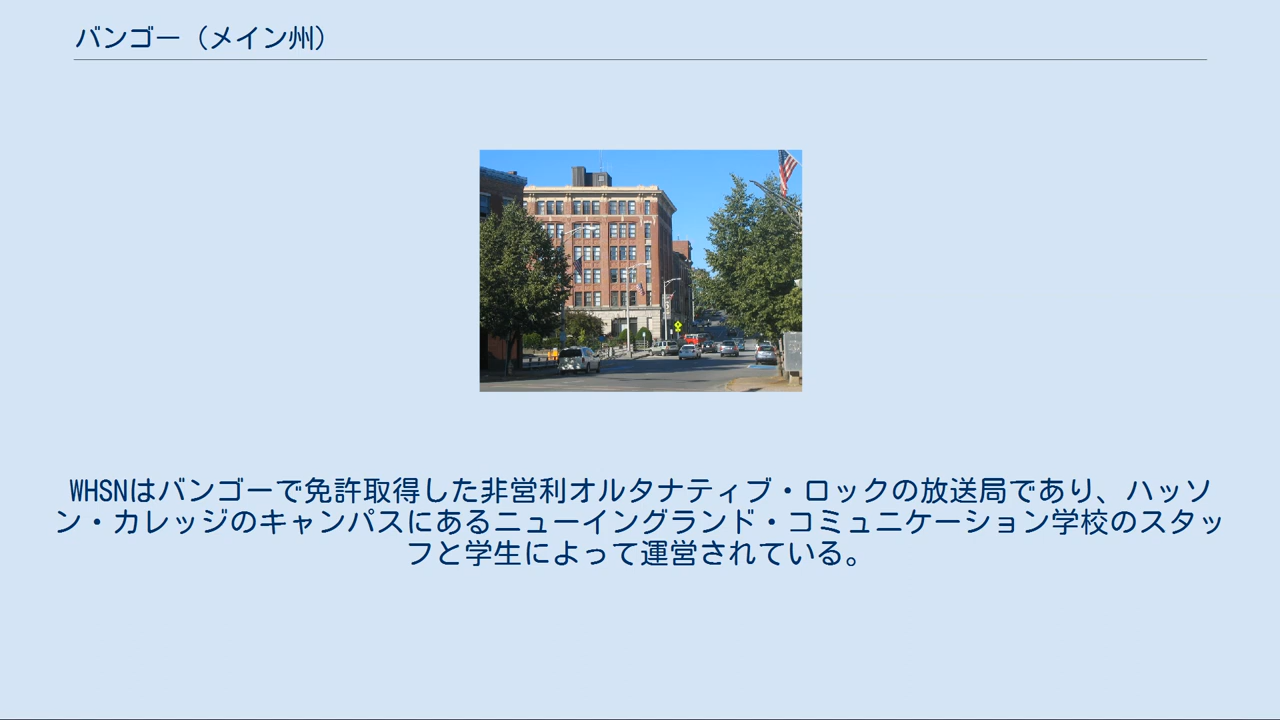 バンゴー（メイン州）
WHSNはバンゴーで免許取得した非営利オルタナティブ・ロックの放送局であり、ハッソ
ン・カレッジのキャンパスにあるニューイングランド・コミュニケーション学校のスタッ
フと学生によって運営されている。